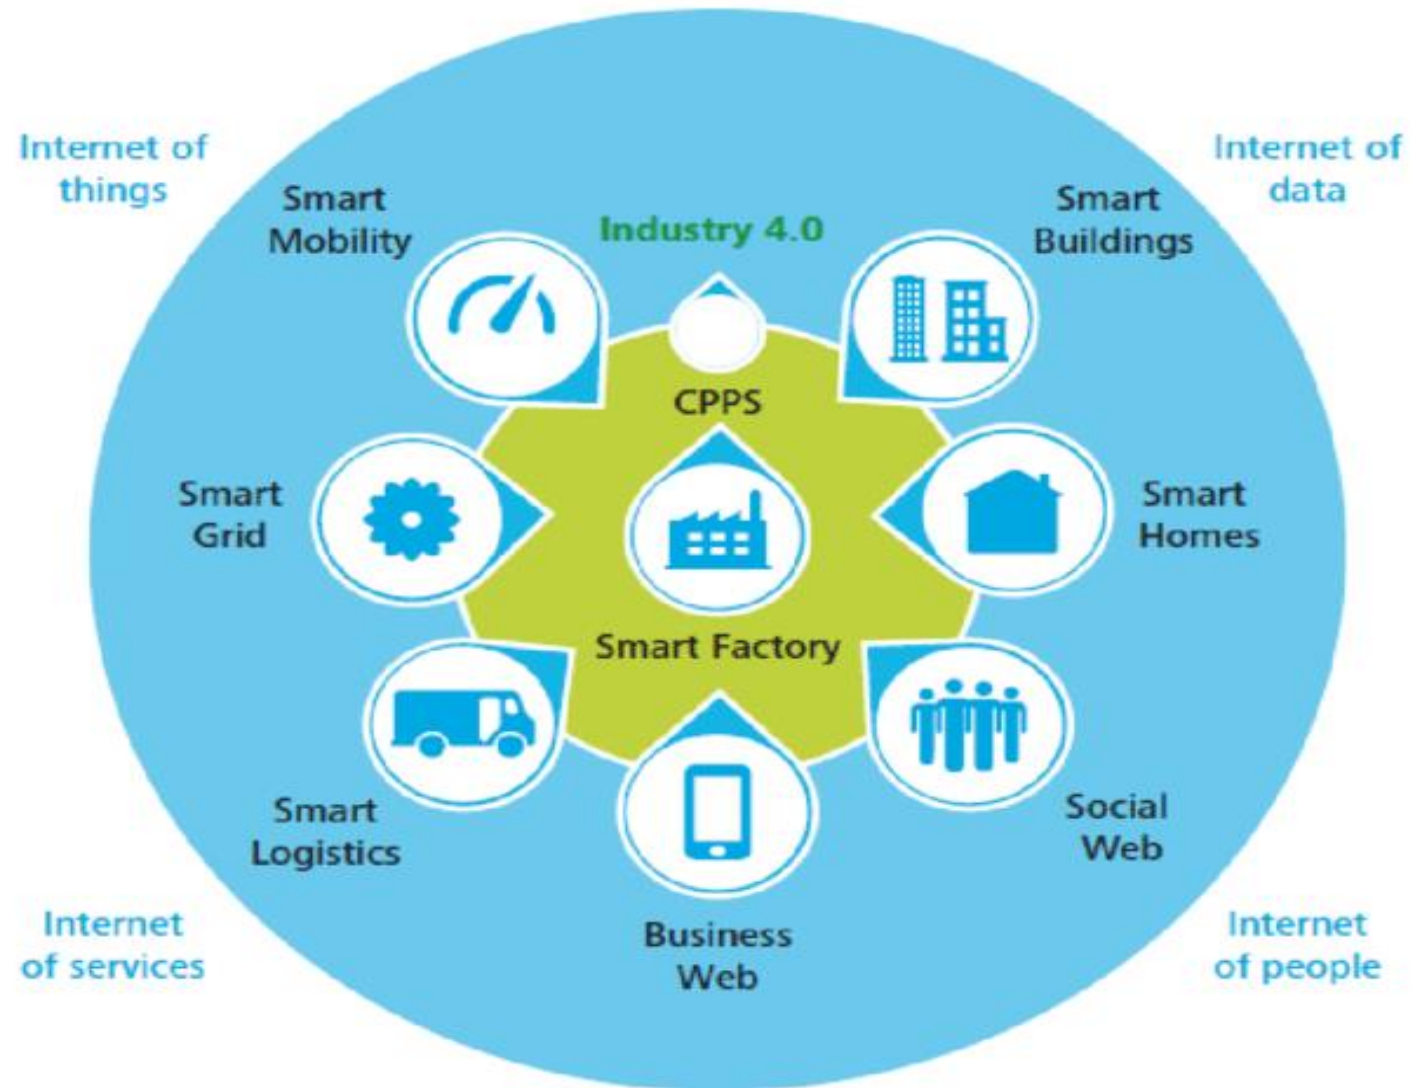 Internet of
things
Internet of
data
Smart
Mobility
Industry 4.0
Smart
Buildings
CPPS
Smart
Grid
Smart
Homes
Smart Factory
Smart
Logistics
Social
Web
Business
Web
Internet
of services
Internet
of people